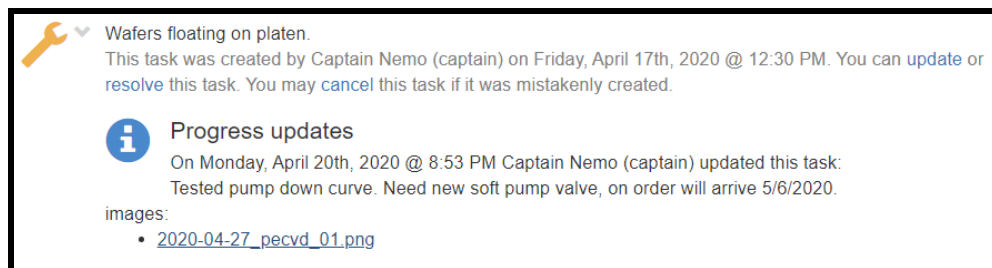 Wafers floating on platen.
This task was created by Captain Nemo (captain) on Friday, April 17th, 2020 @ 12:30 PM. You can update or
resolve this task. You may cancel this task if it was mistakenly created.
Progress updates
On Monday, April 20th, 2020 @ 8:53 PM Captain Nemo (captain) updated this task:
Tested pump down curve. Need new soft pump valve, on order will arrive 5/6/2020.
images:
• 2020-04-27_pecvd_01.png